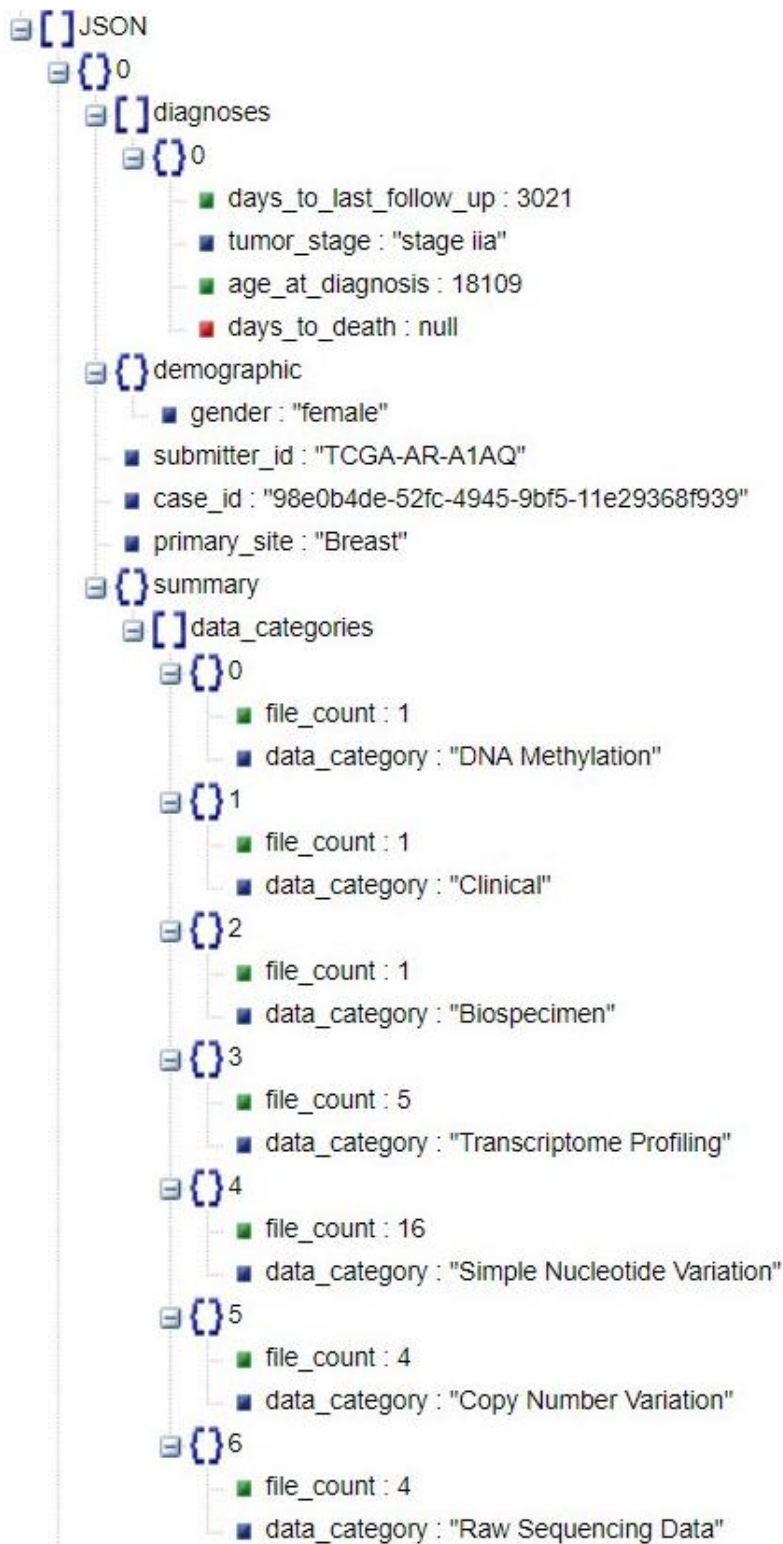 [ ] JSON
{} 0
[ ] diagnoses
{} 0
days_to_last_follow_up : 3021
tumor_stage : "stage iia"
age_at_diagnosis : 18109
days_to_death : null
{} demographic
gender : "female"
submitter_id : "TCGA-AR-A1AQ"
case_id : "98e0b4de-52fc-4945-9bf5-11e29368f939"
primary_site : "Breast"
{} summary
[ ] data_categories
{} 0
file_count : 1
data_category : "DNA Methylation"
{} 1
file_count : 1
data_category : "Clinical"
{} 2
file_count : 1
data_category : "Biospecimen"
{} 3
file_count : 5
data_category : "Transcriptome Profiling"
{} 4
file_count : 16
data_category : "Simple Nucleotide Variation"
{} 5
file_count : 4
data_category : "Copy Number Variation"
{} 6
file_count : 4
data_category : "Raw Sequencing Data"